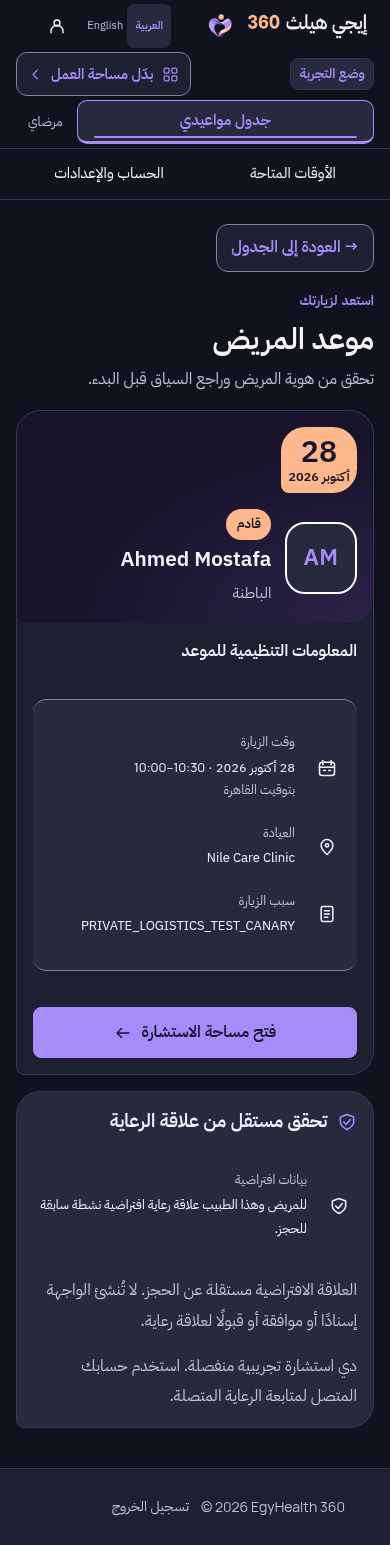 إيجي هيلث 360
العربية
English
وضع التجربة
بدّل مساحة العمل
جدول مواعيدي
مرضاي
الأوقات المتاحة
الحساب والإعدادات
→ العودة إلى الجدول
استعد لزيارتك
موعد المريض
تحقق من هوية المريض وراجع السياق قبل البدء.
28
أكتوبر 2026
قادم
AM
Ahmed Mostafa
الباطنة
المعلومات التنظيمية للموعد
وقت الزيارة
28 أكتوبر 2026 · 10:00–10:30
بتوقيت القاهرة
العيادة
Nile Care Clinic
سبب الزيارة
PRIVATE_LOGISTICS_TEST_CANARY
فتح مساحة الاستشارة
تحقق مستقل من علاقة الرعاية
بيانات افتراضية
للمريض وهذا الطبيب علاقة رعاية افتراضية نشطة سابقة
للحجز.
العلاقة الافتراضية مستقلة عن الحجز. لا تُنشئ الواجهة
إسنادًا أو موافقة أو قبولًا لعلاقة رعاية.
دي استشارة تجريبية منفصلة. استخدم حسابك
المتصل لمتابعة الرعاية المتصلة.
© 2026 EgyHealth 360
تسجيل الخروج